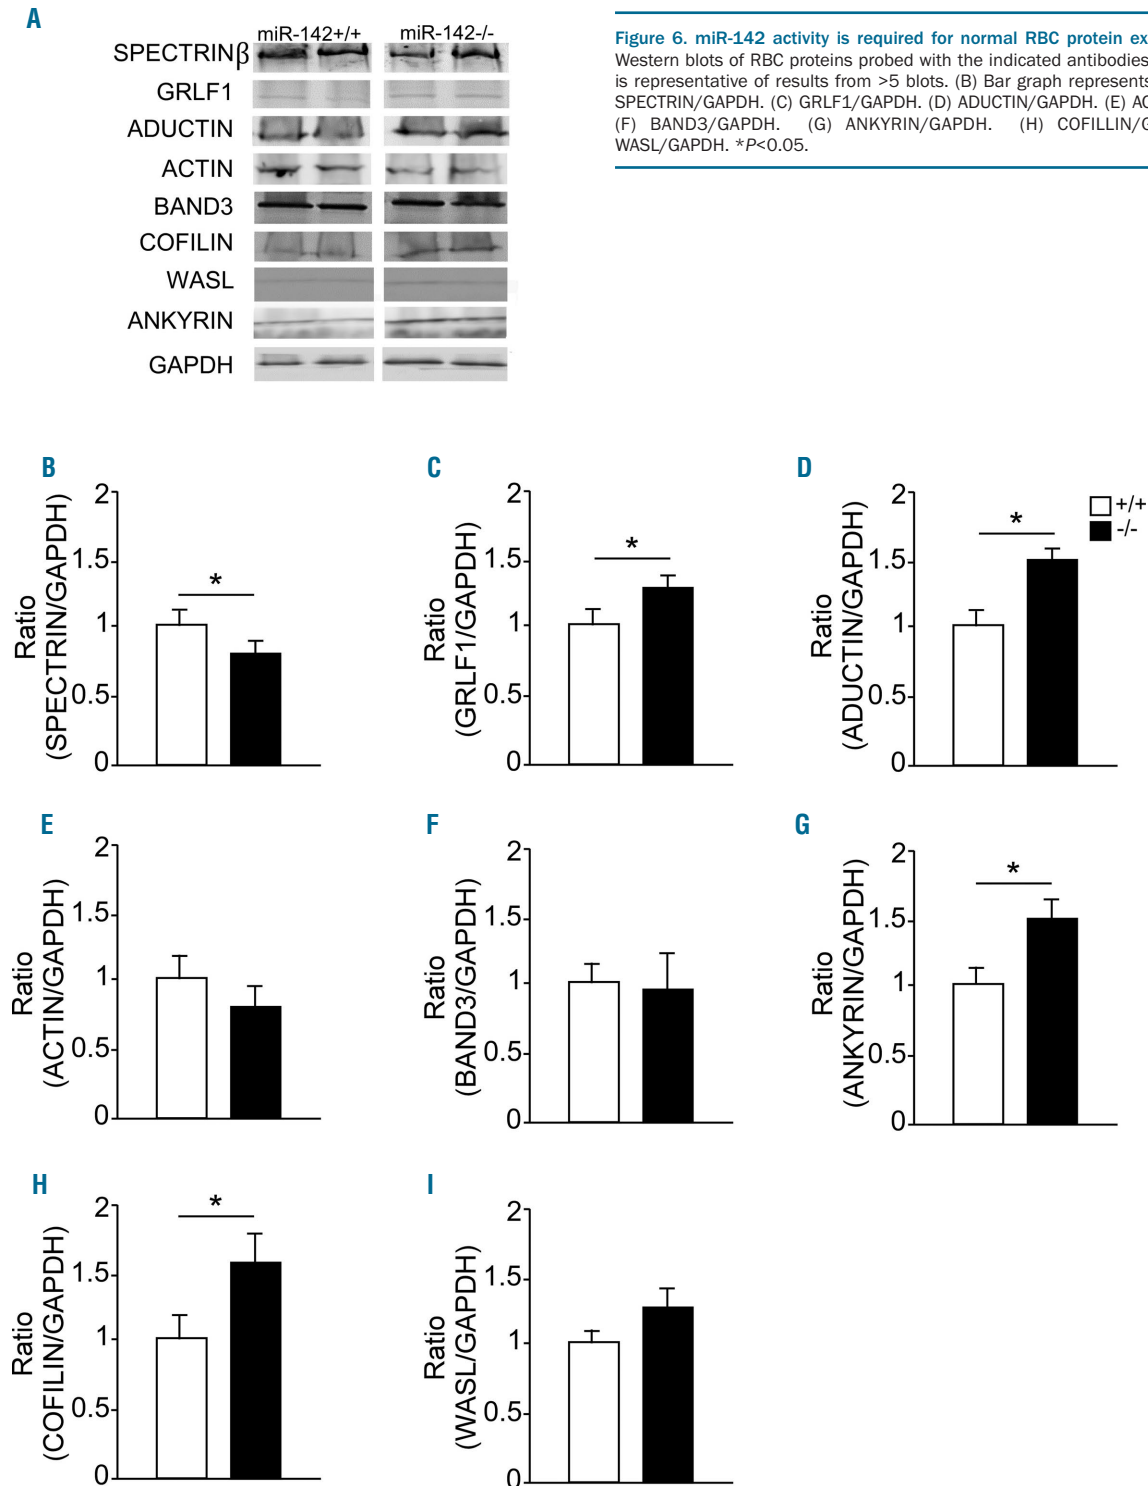 A
miR-142+/+ miR-142-/-
SPECTRINβ
GRLF1
ADUCTIN
ACTIN
BAND3
COFILIN
WASL
ANKYRIN
GAPDH
Figure 6. miR-142 activity is required for normal RBC protein ex
Western blots of RBC proteins probed with the indicated antibodies
is representative of results from >5 blots. (B) Bar graph represents
SPECTRIN/GAPDH. (C) GRLF1/GAPDH. (D) ADUCTIN/GAPDH. (E) AC
(F) BAND3/GAPDH. (G) ANKYRIN/GAPDH. (H) COFILLIN/G
WASL/GAPDH. *P<0.05.
B
Ratio
(SPECTRIN/GAPDH)
2
1.5
1
0.5
0
*
C
Ratio
(GRLF1/GAPDH)
2
1.5
1
0.5
0
*
D
Ratio
(ADUCTIN/GAPDH)
2
1.5
1
0.5
0
*
+/+
-/-
E
Ratio
(ACTIN/GAPDH)
2
1.5
1
0.5
0
F
Ratio
(BAND3/GAPDH)
2
1.5
1
0.5
0
G
Ratio
(ANKYRIN/GAPDH)
2
1.5
1
0.5
0
*
H
Ratio
(COFILIN/GAPDH)
2
1.5
1
0.5
0
*
I
Ratio
(WASL/GAPDH)
2
1.5
1
0.5
0